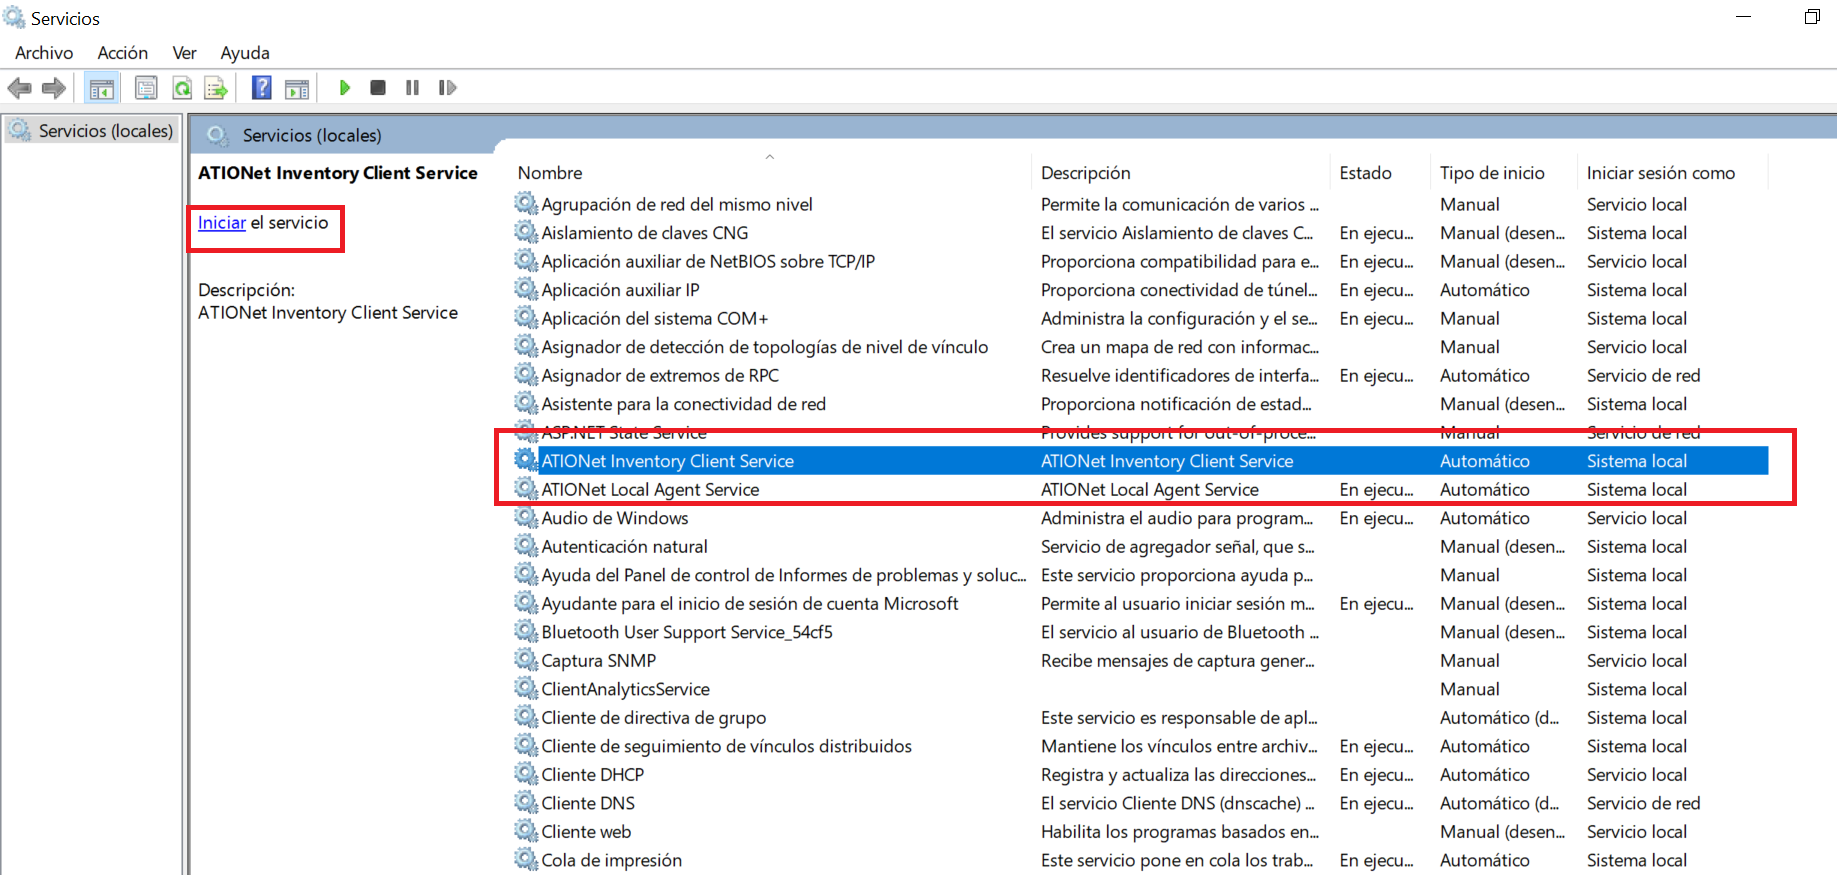 Servicios
Archivo Acción Ver Ayuda
Servicios (locales)
Servicios (locales)
ATIONet Inventory Client Service
Iniciar el servicio
Descripción:
ATIONet Inventory Client Service
Nombre Descripción Estado Tipo de inicio Iniciar sesión como
Agrupación de red del mismo nivel Permite la comunicación de varios ... Manual Servicio local
Aislamiento de claves CNG El servicio Aislamiento de claves C... En ejecu... Manual (desen... Sistema local
Aplicación auxiliar de NetBIOS sobre TCP/IP Proporciona compatibilidad para e... En ejecu... Manual (desen... Servicio local
Aplicación auxiliar IP Proporciona conectividad de túnel... En ejecu... Automático Sistema local
Aplicación del sistema COM+ Administra la configuración y el se... En ejecu... Manual Sistema local
Asignador de detección de topologías de nivel de vínculo Crea un mapa de red con informac... Manual Servicio local
Asignador de extremos de RPC Resuelve identificadores de interfa... En ejecu... Automático Servicio de red
Asistente para la conectividad de red Proporciona notificación de estad... Manual (desen... Sistema local
ASP.NET State Service Provides support for out-of-proce... Manual Servicio de red
ATIONet Inventory Client Service ATIONet Inventory Client Service Automático Sistema local
ATIONet Local Agent Service ATIONet Local Agent Service En ejecu... Automático Sistema local
Audio de Windows Administra el audio para program... En ejecu... Automático Servicio local
Autenticación natural Servicio de agregador señal, que s... Manual (desen... Sistema local
Ayuda del Panel de control de Informes de problemas y soluc... Este servicio proporciona ayuda p... Manual Sistema local
Ayudante para el inicio de sesión de cuenta Microsoft Permite al usuario iniciar sesión m... En ejecu... Manual (desen... Sistema local
Bluetooth User Support Service_54cf5 El servicio al usuario de Bluetooth ... Manual (desen... Sistema local
Captura SNMP Recibe mensajes de captura gener... Manual Servicio local
ClientAnalyticsService Manual Sistema local
Cliente de directiva de grupo Este servicio es responsable de apl... Automático (d... Sistema local
Cliente de seguimiento de vínculos distribuidos Mantiene los vínculos entre archiv... En ejecu... Automático Sistema local
Cliente DHCP Registra y actualiza las direcciones... En ejecu... Automático Servicio local
Cliente DNS El servicio Cliente DNS (dnscache) ... En ejecu... Automático (d... Servicio de red
Cliente web Habilita los programas basados en... Manual (desen... Servicio local
Cola de impresión Este servicio pone en cola los trab... En ejecu... Automático Sistema local